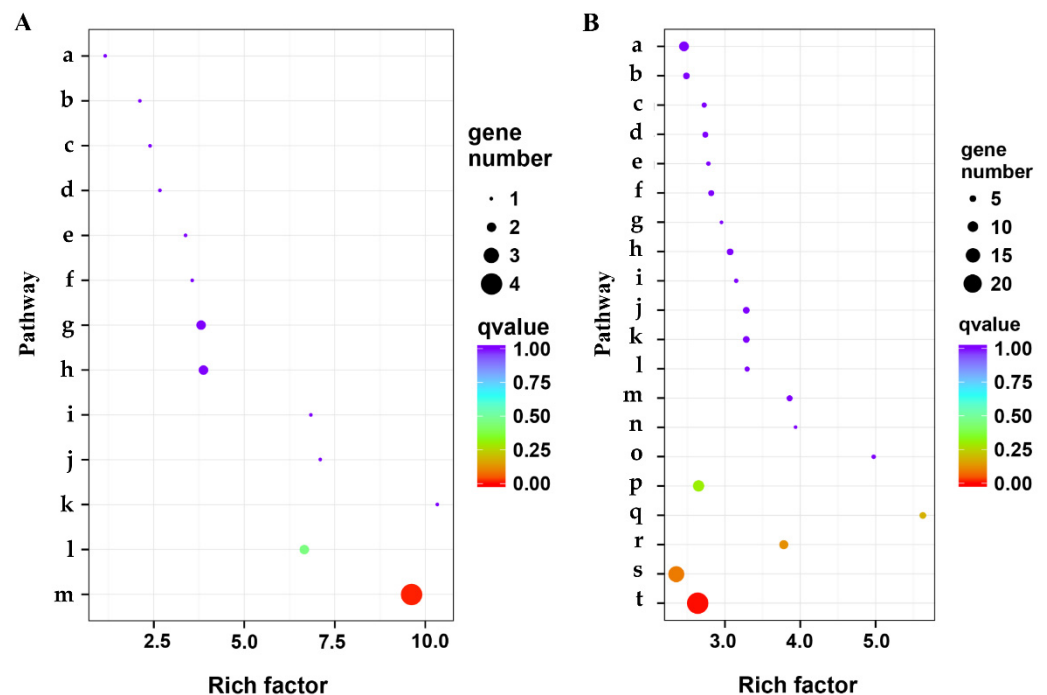 A
Pathway
a
b
c
d
e
f
g
h
i
j
k
l
m
2.5 5.0 7.5 10.0
Rich factor
gene
number
1
2
3
4
qvalue
1.00
0.75
0.50
0.25
0.00
B
Pathway
a
b
c
d
e
f
g
h
i
j
k
l
m
n
o
p
q
r
s
t
3.0 4.0 5.0
Rich factor
gene
number
5
10
15
20
qvalue
1.00
0.75
0.50
0.25
0.00